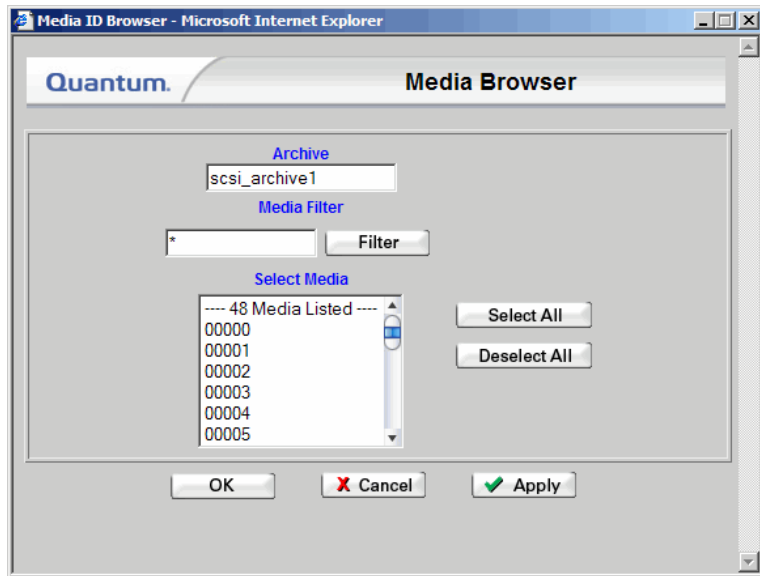 Media ID Browser - Microsoft Internet Explorer
Quantum.
Media Browser
Archive
scsi_archive1
Media Filter
* Filter
Select Media
---- 48 Media Listed ----
00000
00001
00002
00003
00004
00005
Select All
Deselect All
OK Cancel Apply